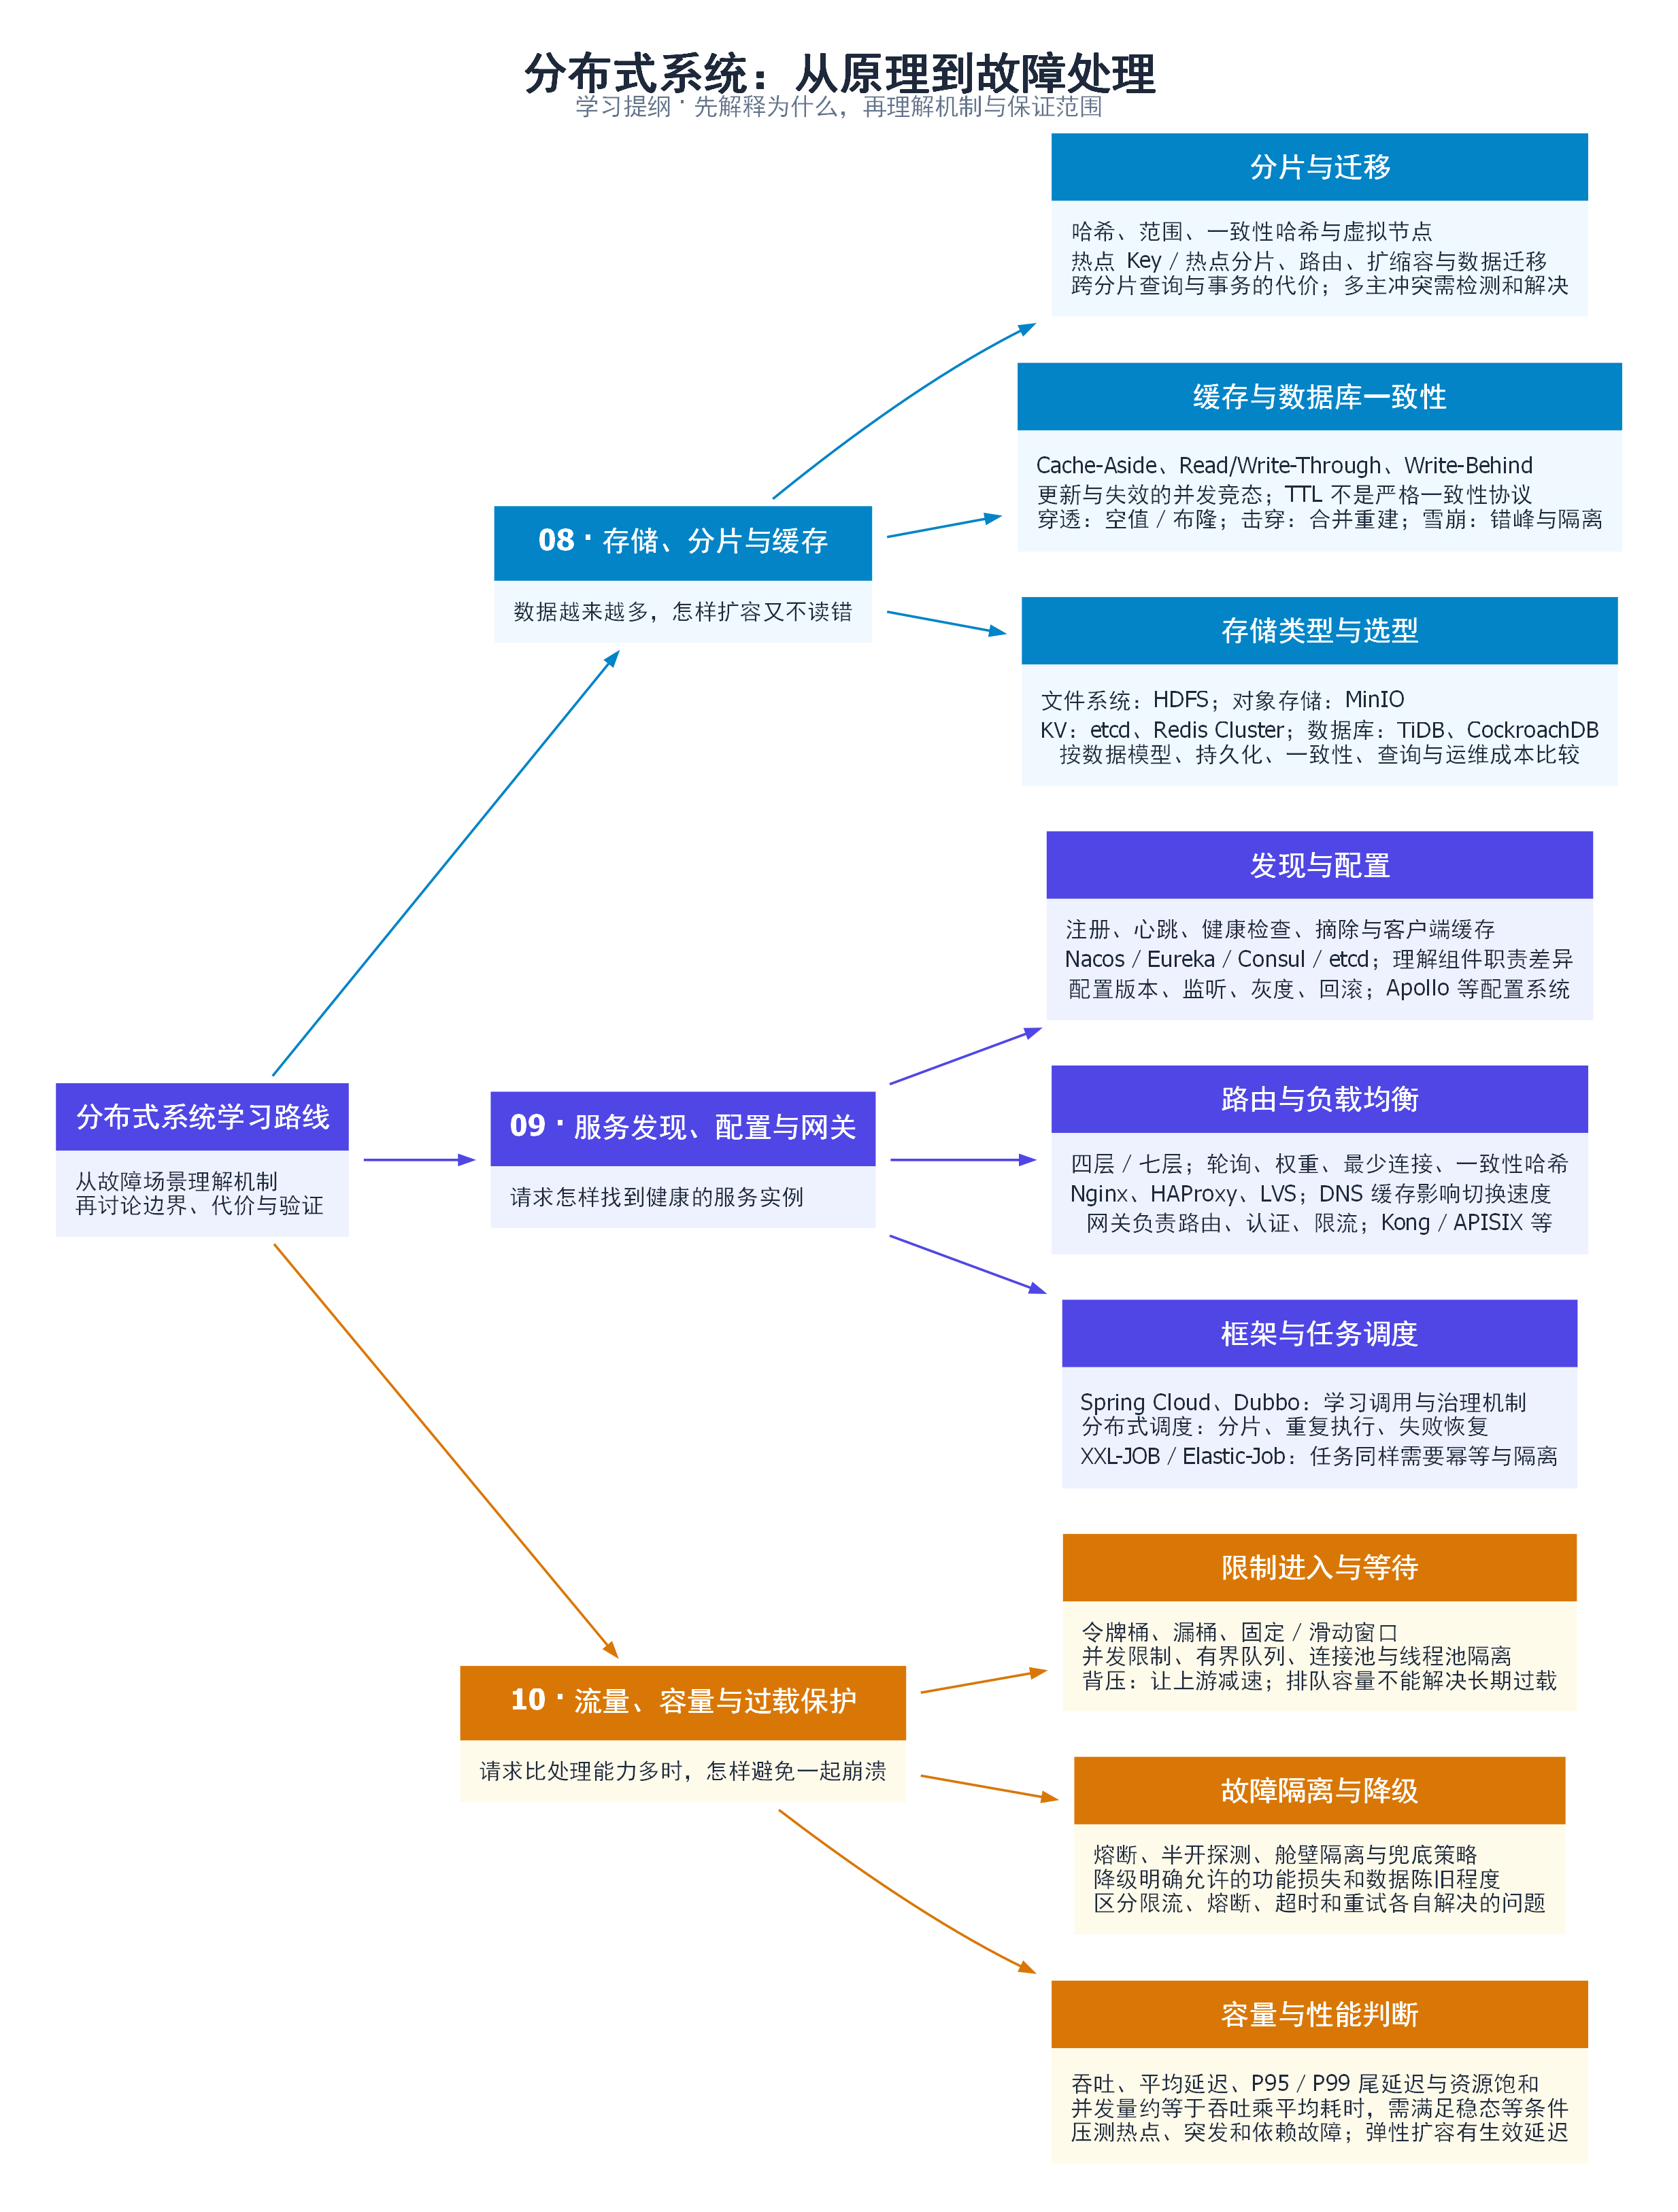 分布式系统：从原理到故障处理
学习提纲 · 先解释为什么，再理解机制与保证范围
分片与迁移
哈希、范围、一致性哈希与虚拟节点
热点 Key / 热点分片、路由、扩缩容与数据迁移
跨分片查询与事务的代价；多主冲突需检测和解决
缓存与数据库一致性
Cache-Aside、Read/Write-Through、Write-Behind
更新与失效的并发竞态；TTL 不是严格一致性协议
穿透：空值 / 布隆；击穿：合并重建；雪崩：错峰与隔离
08 · 存储、分片与缓存
数据越来越多，怎样扩容又不读错
存储类型与选型
文件系统：HDFS；对象存储：MinIO
KV：etcd、Redis Cluster；数据库：TiDB、CockroachDB
按数据模型、持久化、一致性、查询与运维成本比较
发现与配置
注册、心跳、健康检查、摘除与客户端缓存
Nacos / Eureka / Consul / etcd；理解组件职责差异
配置版本、监听、灰度、回滚；Apollo 等配置系统
分布式系统学习路线
从故障场景理解机制
再讨论边界、代价与验证
09 · 服务发现、配置与网关
请求怎样找到健康的服务实例
路由与负载均衡
四层 / 七层；轮询、权重、最少连接、一致性哈希
Nginx、HAProxy、LVS；DNS 缓存影响切换速度
网关负责路由、认证、限流；Kong / APISIX 等
框架与任务调度
Spring Cloud、Dubbo：学习调用与治理机制
分布式调度：分片、重复执行、失败恢复
XXL-JOB / Elastic-Job：任务同样需要幂等与隔离
限制进入与等待
令牌桶、漏桶、固定 / 滑动窗口
并发限制、有界队列、连接池与线程池隔离
背压：让上游减速；排队容量不能解决长期过载
10 · 流量、容量与过载保护
请求比处理能力多时，怎样避免一起崩溃
故障隔离与降级
熔断、半开探测、舱壁隔离与兜底策略
降级明确允许的功能损失和数据陈旧程度
区分限流、熔断、超时和重试各自解决的问题
容量与性能判断
吞吐、平均延迟、P95 / P99 尾延迟与资源饱和
并发量约等于吞吐乘平均耗时，需满足稳态等条件
压测热点、突发和依赖故障；弹性扩容有生效延迟